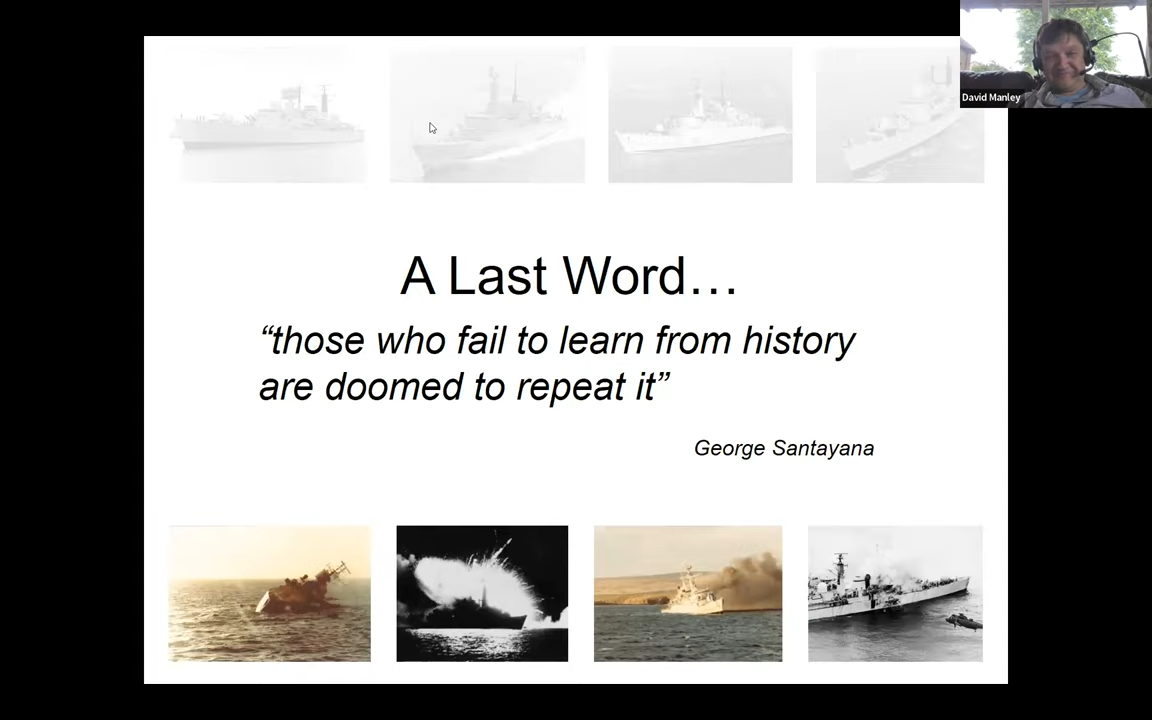 David Manley
A Last Word…
“those who fail to learn from history
are doomed to repeat it”
George Santayana